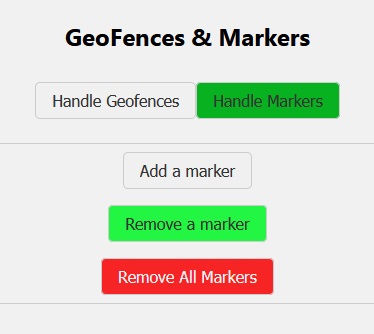 GeoFences & Markers
Handle Geofences Handle Markers
Add a marker
Remove a marker
Remove All Markers